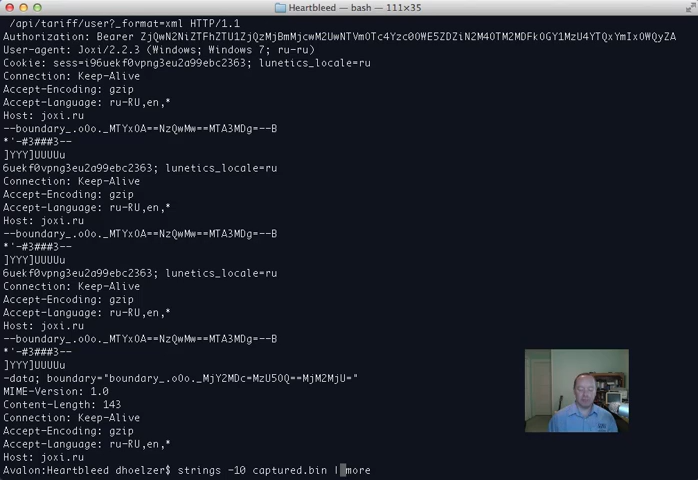 Heartbleed — bash — 111×35
/api/tariff/user?_format=xml HTTP/1.1
Authorization: Bearer ZjQwN2NiZTFhZTU1ZjQzMjBmMjcwM2UwNTVmOTc4Yzc0OWE5ZDZiN2M4OTM2MDFkOGY1MzU4YTQxYmIxOWQyZA
User-agent: Joxi/2.2.3 (Windows; Windows 7; ru-ru)
Cookie: sess=i96uekf0vpng3eu2a99ebc2363; lunetics_locale=ru
Connection: Keep-Alive
Accept-Encoding: gzip
Accept-Language: ru-RU,en,*
Host: joxi.ru
--boundary_.oOo._MTYxOA==NzQwMw==MTA3MDg=--B
*'-#3###3--
]YYY]UUUUu
6uekf0vpng3eu2a99ebc2363; lunetics_locale=ru
Connection: Keep-Alive
Accept-Encoding: gzip
Accept-Language: ru-RU,en,*
Host: joxi.ru
--boundary_.oOo._MTYxOA==NzQwMw==MTA3MDg=--B
*'-#3###3--
]YYY]UUUUu
6uekf0vpng3eu2a99ebc2363; lunetics_locale=ru
Connection: Keep-Alive
Accept-Encoding: gzip
Accept-Language: ru-RU,en,*
Host: joxi.ru
--boundary_.oOo._MTYxOA==NzQwMw==MTA3MDg=--B
*'-#3###3--
]YYY]UUUUu
-data; boundary="boundary_.oOo._MjY2MDc=MzU5OQ==MjM2MjU="
MIME-Version: 1.0
Content-Length: 143
Connection: Keep-Alive
Accept-Encoding: gzip
Accept-Language: ru-RU,en,*
Host: joxi.ru
Avalon:Heartbleed dhoelzer$ strings -10 captured.bin | more